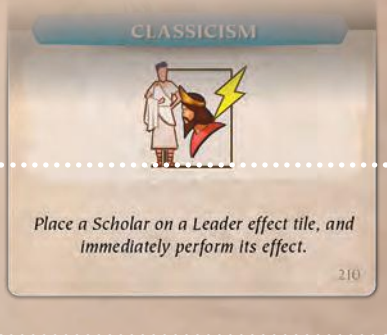 CLASSICISM
Place a Scholar on a Leader effect tile, and
immediately perform its effect.
210